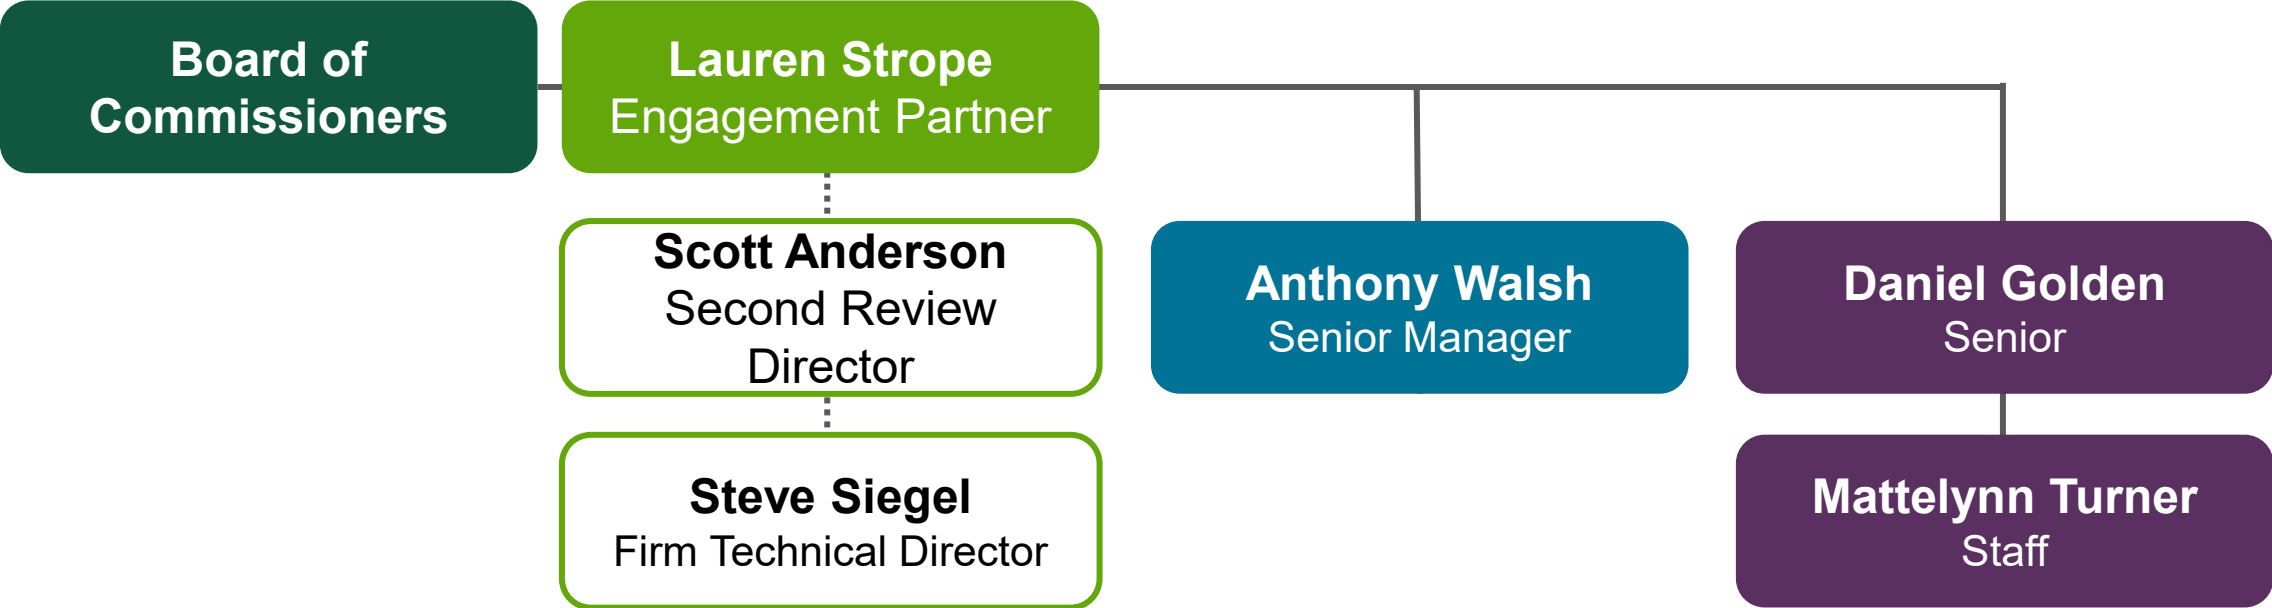 Board of
Commissioners
Lauren Strope
Engagement Partner
Scott Anderson
Second Review
Director
Anthony Walsh
Senior Manager
Daniel Golden
Senior
Steve Siegel
Firm Technical Director
Mattelynn Turner
Staff